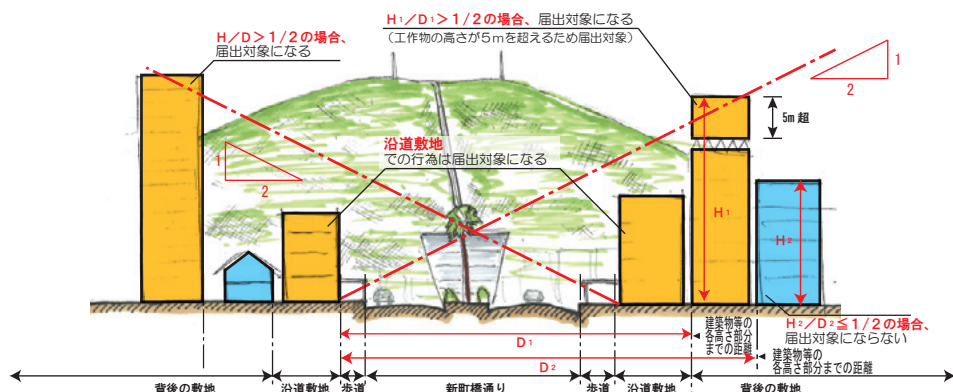 H1/D1>1/2の場合、届出対象になる
(工作物の高さが5mを超えるため届出対象)
H/D>1/2の場合、
届出対象になる
1
2
5m 超
沿道敷地
での行為は届出対象になる
1
2
H1
H2
H2/D2≦1/2の場合、
届出対象にならない
建築物等の
各高さ部分
までの距離
D1
建築物等の
各高さ部分までの距離
D2
背後の敷地
沿道敷地
歩道
新町橋通り
歩道
沿道敷地
背後の敷地